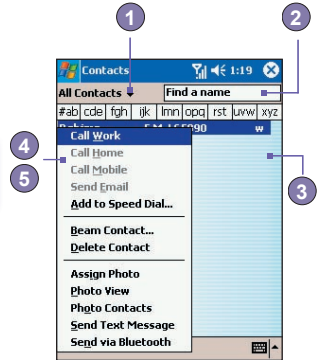 1
2
Contacts 1:19
All Contacts Find a name
#ab cde fgh ijk lmn opq rst uvw xyz
w
4
5
3
Call Work
Call Home
Call Mobile
Send Email
Add to Speed Dial...
Beam Contact...
Delete Contact
Assign Photo
Photo View
Photo Contacts
Send Text Message
Send via Bluetooth